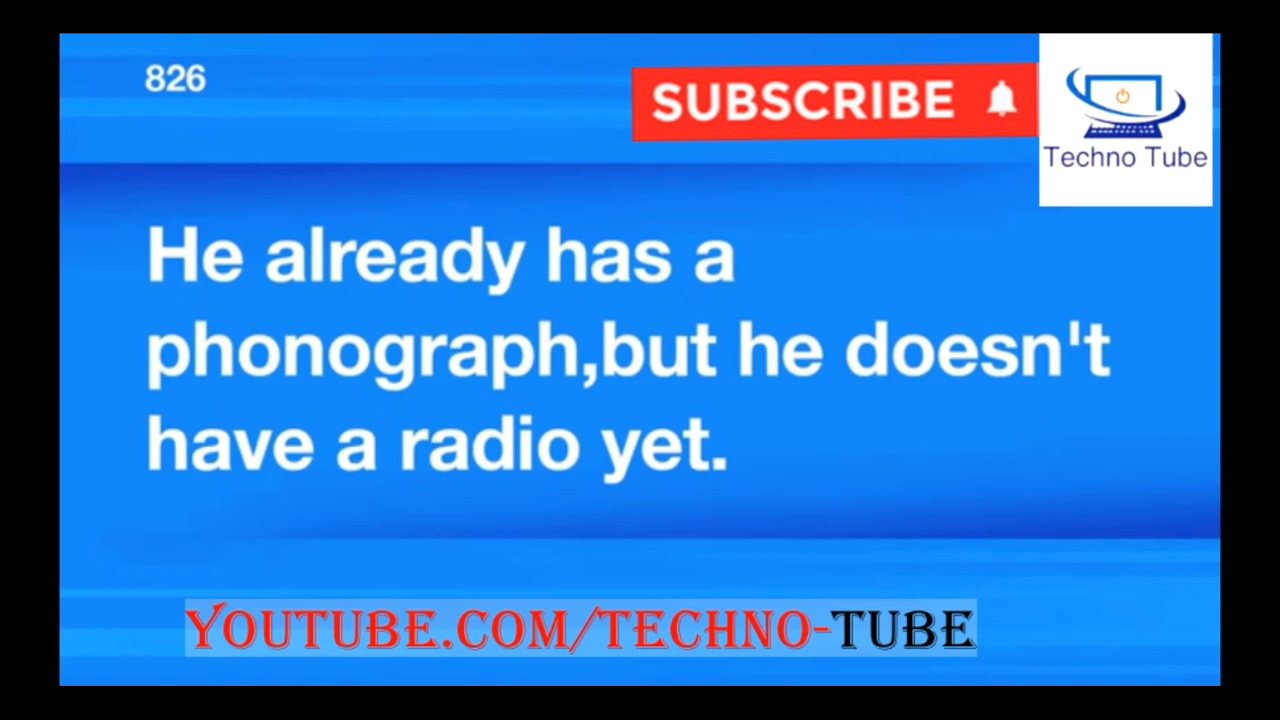 826
SUBSCRIBE
Techno Tube
He already has a
phonograph,but he doesn't
have a radio yet.
YOUTUBE.COM/TECHNO-TUBE